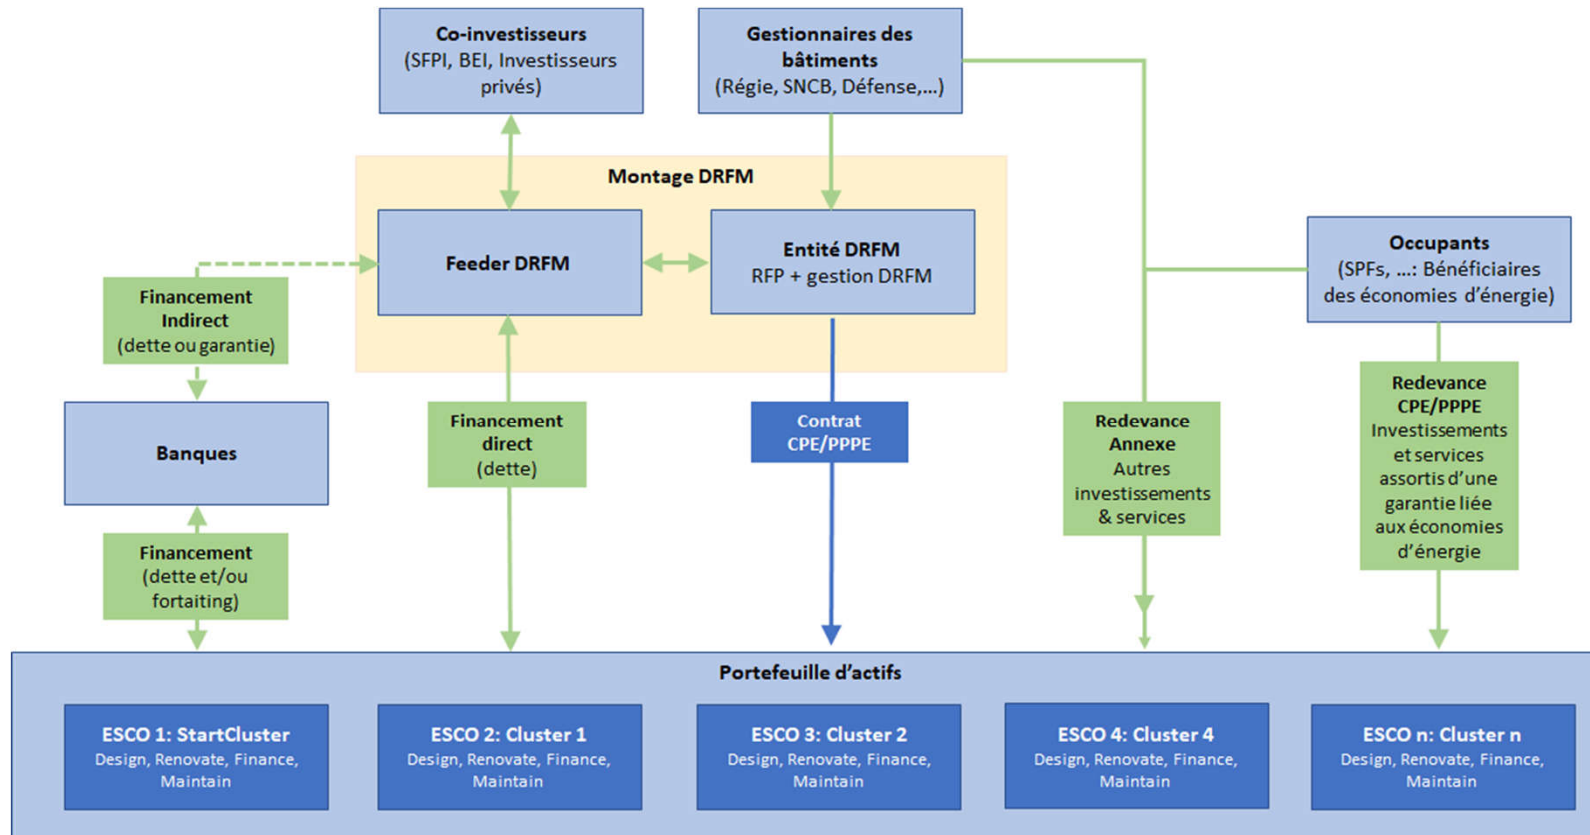 Co-investisseurs
(SFPI, BEI, Investisseurs
privés)
Gestionnaires des
bâtiments
(Régie, SNCB, Défense,...)
Montage DRFM
Feeder DRFM
Entité DRFM
RFP + gestion DRFM
Occupants
(SPFs, ...: Bénéficiaires
des économies d'énergie)
Financement
Indirect
(dette ou garantie)
Banques
Financement
direct
(dette)
Contrat
CPE/PPPE
Redevance
Annexe
Autres
investissements
& services
Redevance
CPE/PPPE
Investissements
et services
assortis d'une
garantie liée
aux économies
d'énergie
Financement
(dette et/ou
fortaiting)
Portefeuille d'actifs
ESCO 1: StartCluster
Design, Renovate, Finance,
Maintain
ESCO 2: Cluster 1
Design, Renovate, Finance,
Maintain
ESCO 3: Cluster 2
Design, Renovate, Finance,
Maintain
ESCO 4: Cluster 4
Design, Renovate, Finance,
Maintain
ESCO n: Cluster n
Design, Renovate, Finance,
Maintain